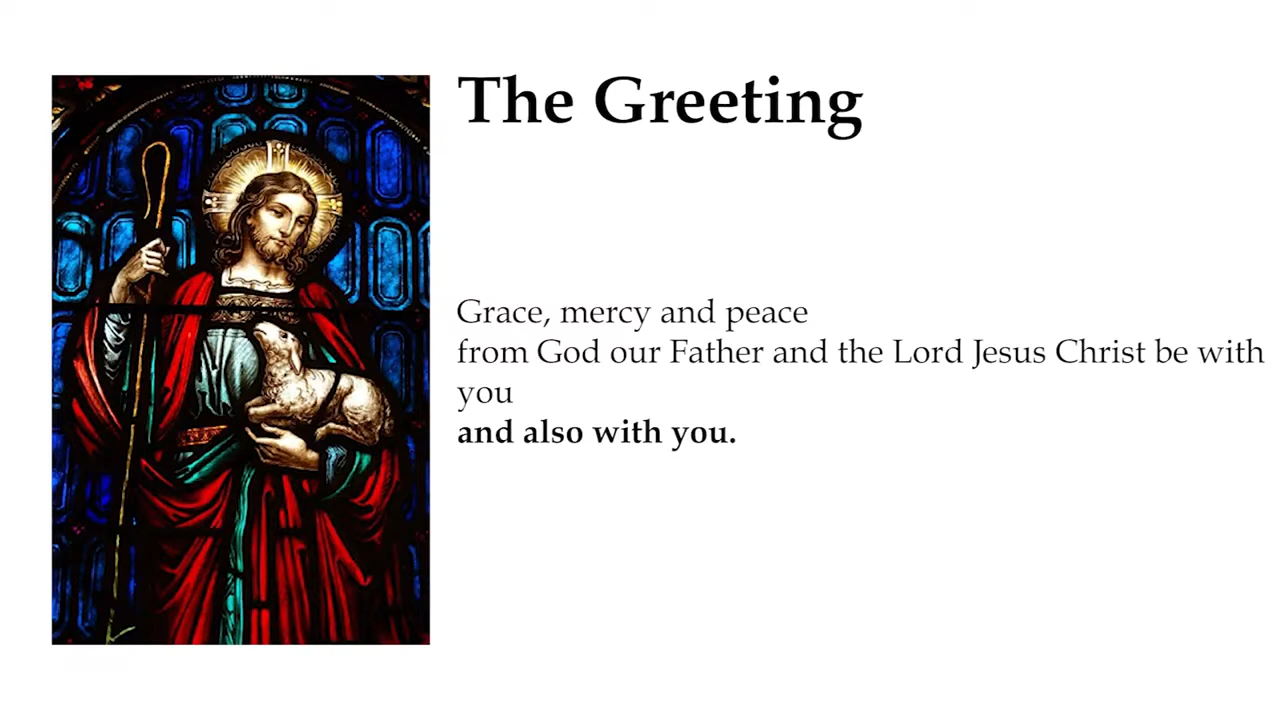 The Greeting
Grace, mercy and peace
from God our Father and the Lord Jesus Christ be with
you
and also with you.